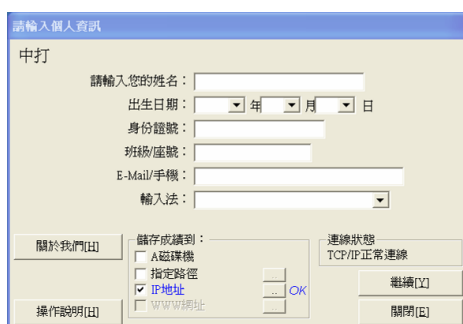 請輸入個人資訊
中打
請輸入您的姓名：
出生日期： 年 月 日
身份證號：
班級/座號：
E-Mail/手機：
輸入法：
關於我們[H]
操作說明[H]
儲存成績到：
A磁碟機
指定路徑 ..
IP地址 .. OK
WWW網址 ..
連線狀態
TCP/IP正常連線
繼續[Y]
關閉[E]